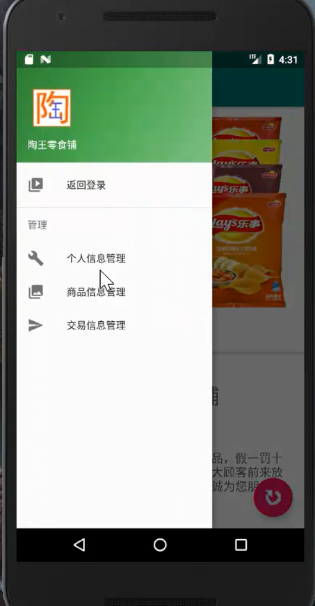 4:31
陶
陶王零食铺
返回登录
管理
个人信息管理
商品信息管理
交易信息管理
Lay's乐事
铺
品，假一罚十
大顾客前来放
诚为您服